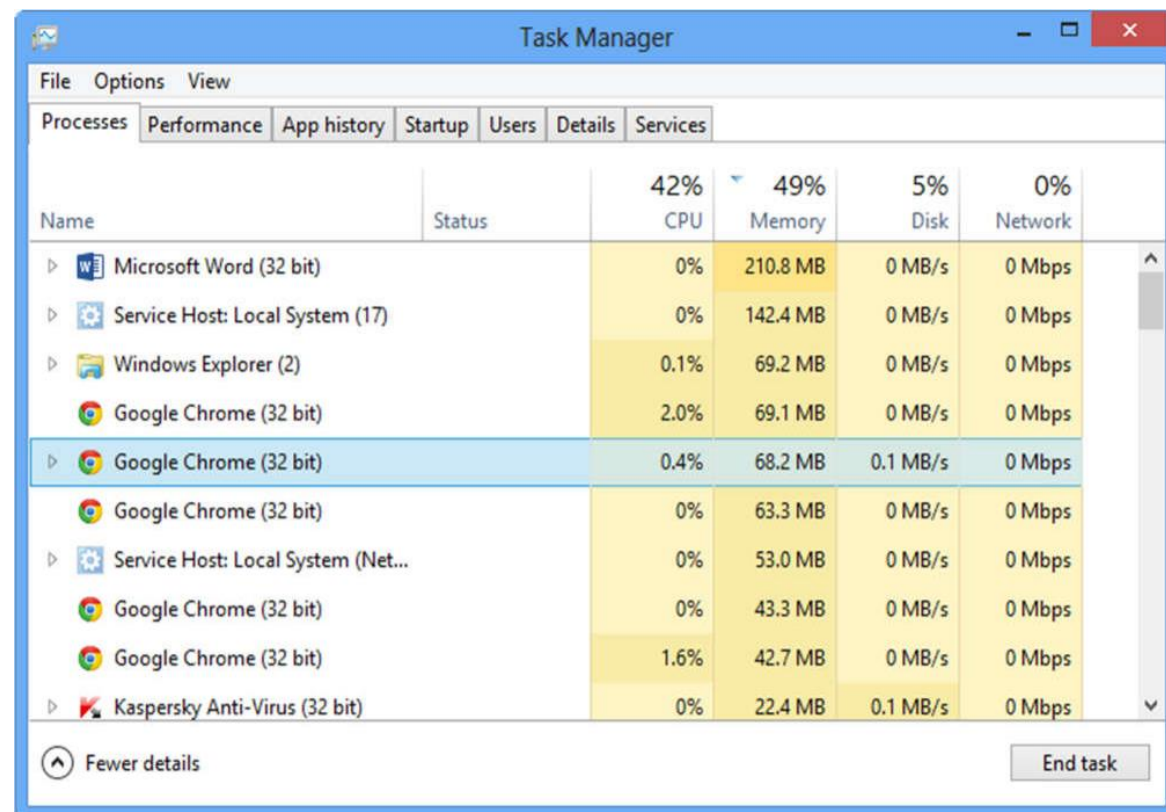 Task Manager
File Options View
Processes Performance App history Startup Users Details Services
42% 49% 5% 0%
Name Status CPU Memory Disk Network
Microsoft Word (32 bit) 0% 210.8 MB 0 MB/s 0 Mbps
Service Host: Local System (17) 0% 142.4 MB 0 MB/s 0 Mbps
Windows Explorer (2) 0.1% 69.2 MB 0 MB/s 0 Mbps
Google Chrome (32 bit) 2.0% 69.1 MB 0 MB/s 0 Mbps
Google Chrome (32 bit) 0.4% 68.2 MB 0.1 MB/s 0 Mbps
Google Chrome (32 bit) 0% 63.3 MB 0 MB/s 0 Mbps
Service Host: Local System (Net... 0% 53.0 MB 0 MB/s 0 Mbps
Google Chrome (32 bit) 0% 43.3 MB 0 MB/s 0 Mbps
Google Chrome (32 bit) 1.6% 42.7 MB 0 MB/s 0 Mbps
Kaspersky Anti-Virus (32 bit) 0% 22.4 MB 0.1 MB/s 0 Mbps
Fewer details End task